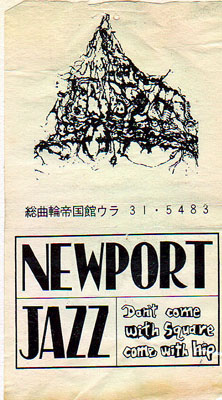 総曲輪帝国館ウラ 31・5483
NEWPORT
JAZZ
Don't come
with square
come with hip